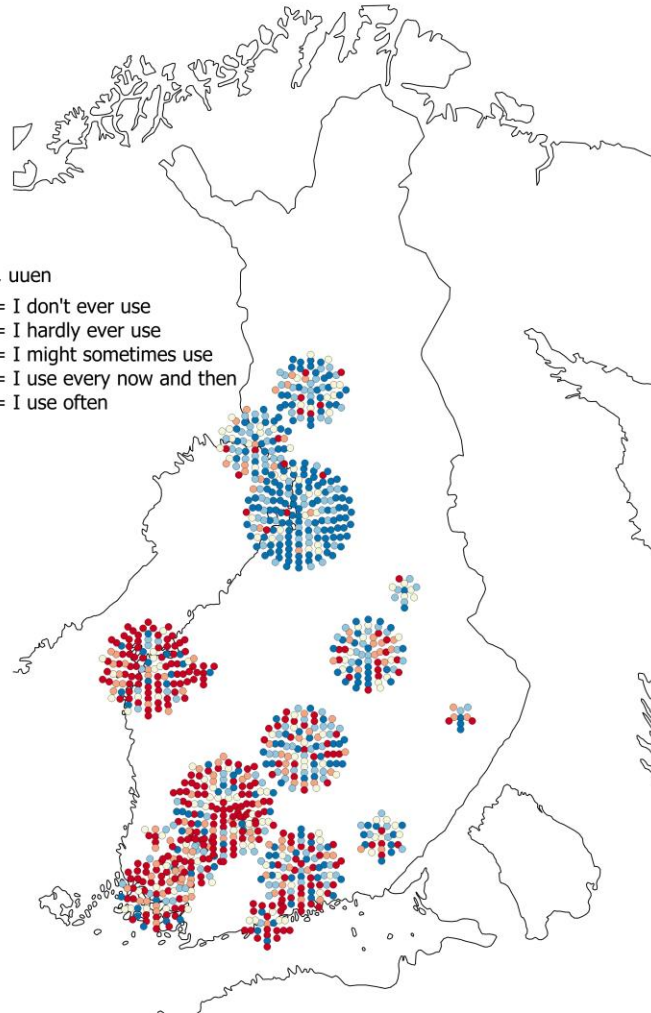 . uuen
= I don't ever use
= I hardly ever use
= I might sometimes use
= I use every now and then
= I use often